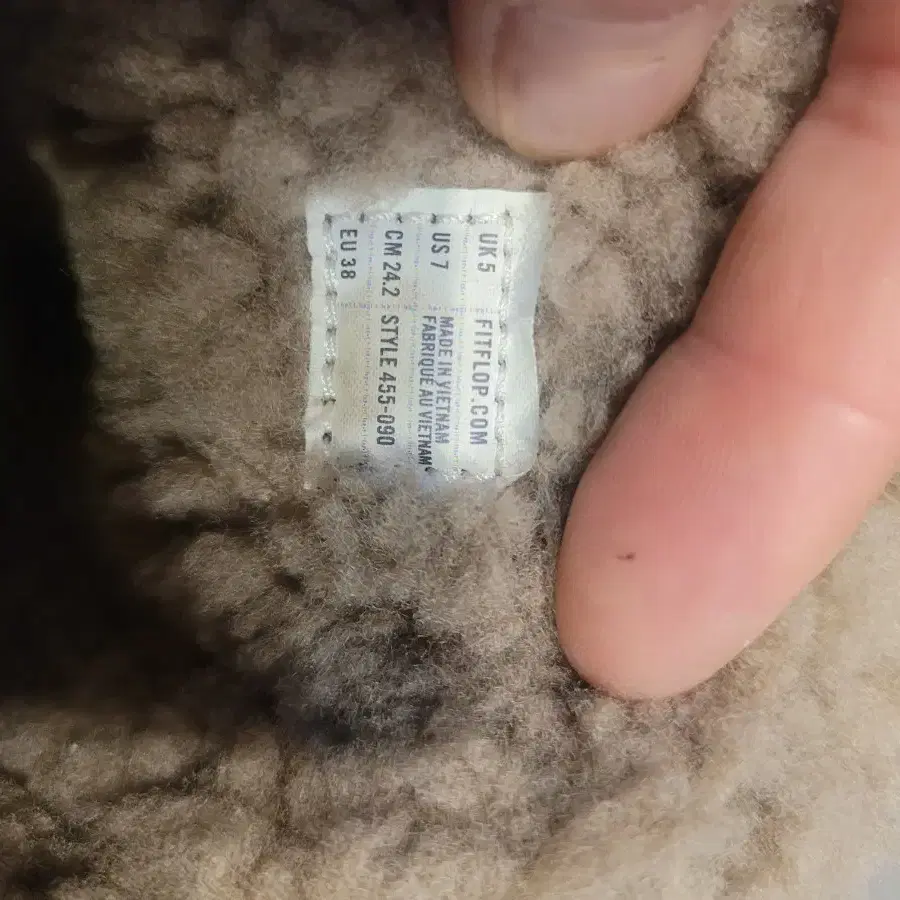 UK 5 FITFLOP.COM
US 7 MADE IN VIETNAM
FABRIQUÉ AU VIETNAM
CM 24.2 STYLE 455-090
EU 38